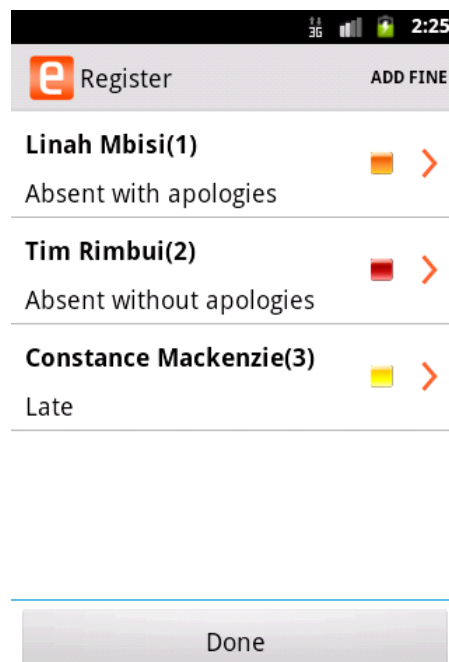 3G 2:25
e Register ADD FINE
Linah Mbisi(1)
Absent with apologies
Tim Rimbui(2)
Absent without apologies
Constance Mackenzie(3)
Late
Done